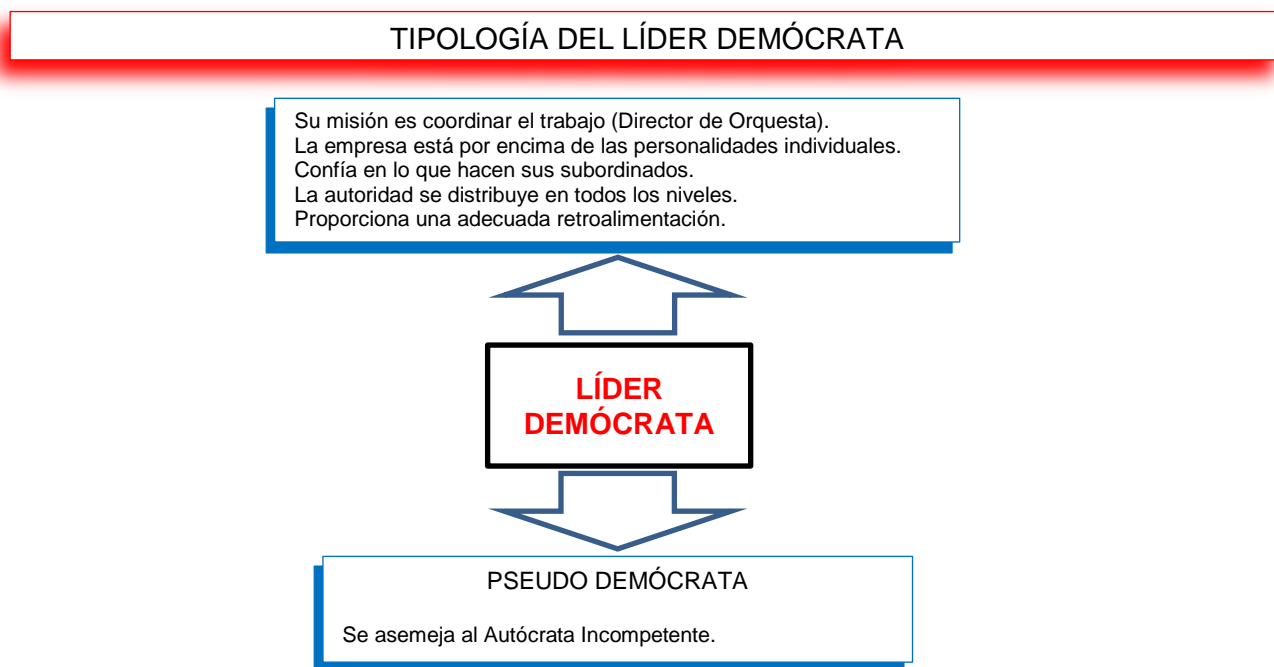 TIPOLOGÍA DEL LÍDER DEMÓCRATA
Su misión es coordinar el trabajo (Director de Orquesta).
La empresa está por encima de las personalidades individuales.
Confía en lo que hacen sus subordinados.
La autoridad se distribuye en todos los niveles.
Proporciona una adecuada retroalimentación.
LÍDER
DEMÓCRATA
PSEUDO DEMÓCRATA
Se asemeja al Autócrata Incompetente.